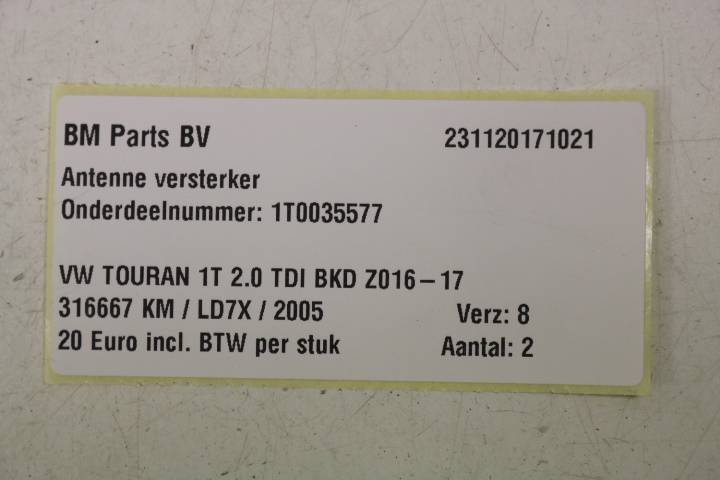 BM Parts BV 231120171021
Antenne versterker
Onderdeelnummer: 1T0035577
VW TOURAN 1T 2.0 TDI BKD Z016-17
316667 KM / LD7X / 2005 Verz: 8
20 Euro incl. BTW per stuk Aantal: 2